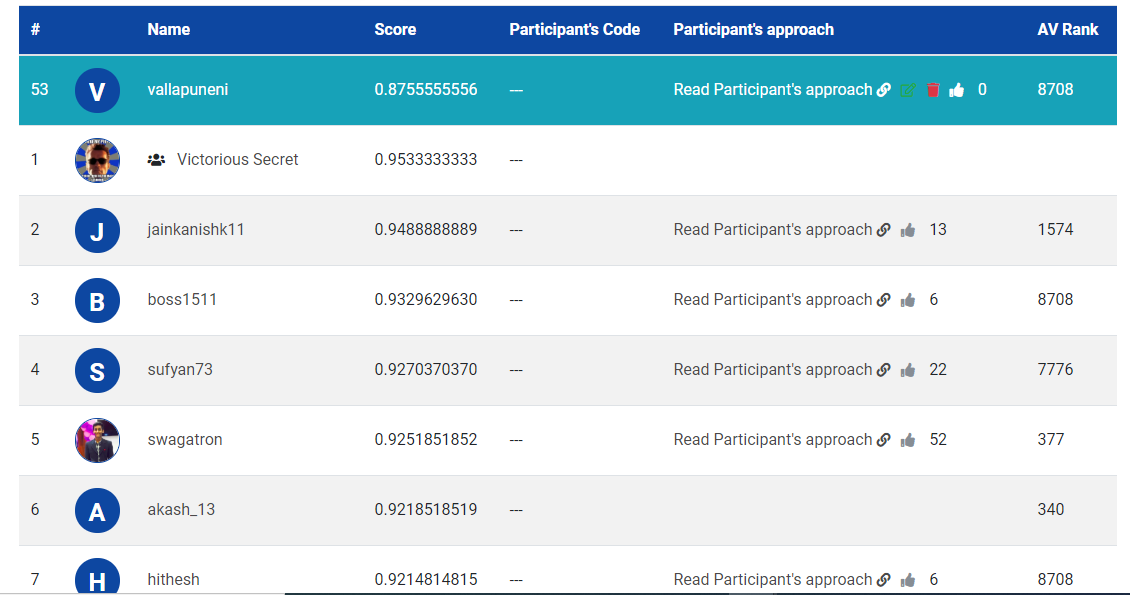 # Name Score Participant's Code Participant's approach AV Rank
53 V vallapuneni 0.8755555556 --- Read Participant's approach 0 8708
1 Victorious Secret 0.9533333333 ---
2 J jainkanishk11 0.9488888889 --- Read Participant's approach 13 1574
3 B boss1511 0.9329629630 --- Read Participant's approach 6 8708
4 S sufyan73 0.9270370370 --- Read Participant's approach 22 7776
5 swagatron 0.9251851852 --- Read Participant's approach 52 377
6 A akash_13 0.9218518519 --- 340
7 H hithesh 0.9214814815 --- Read Participant's approach 6 8708